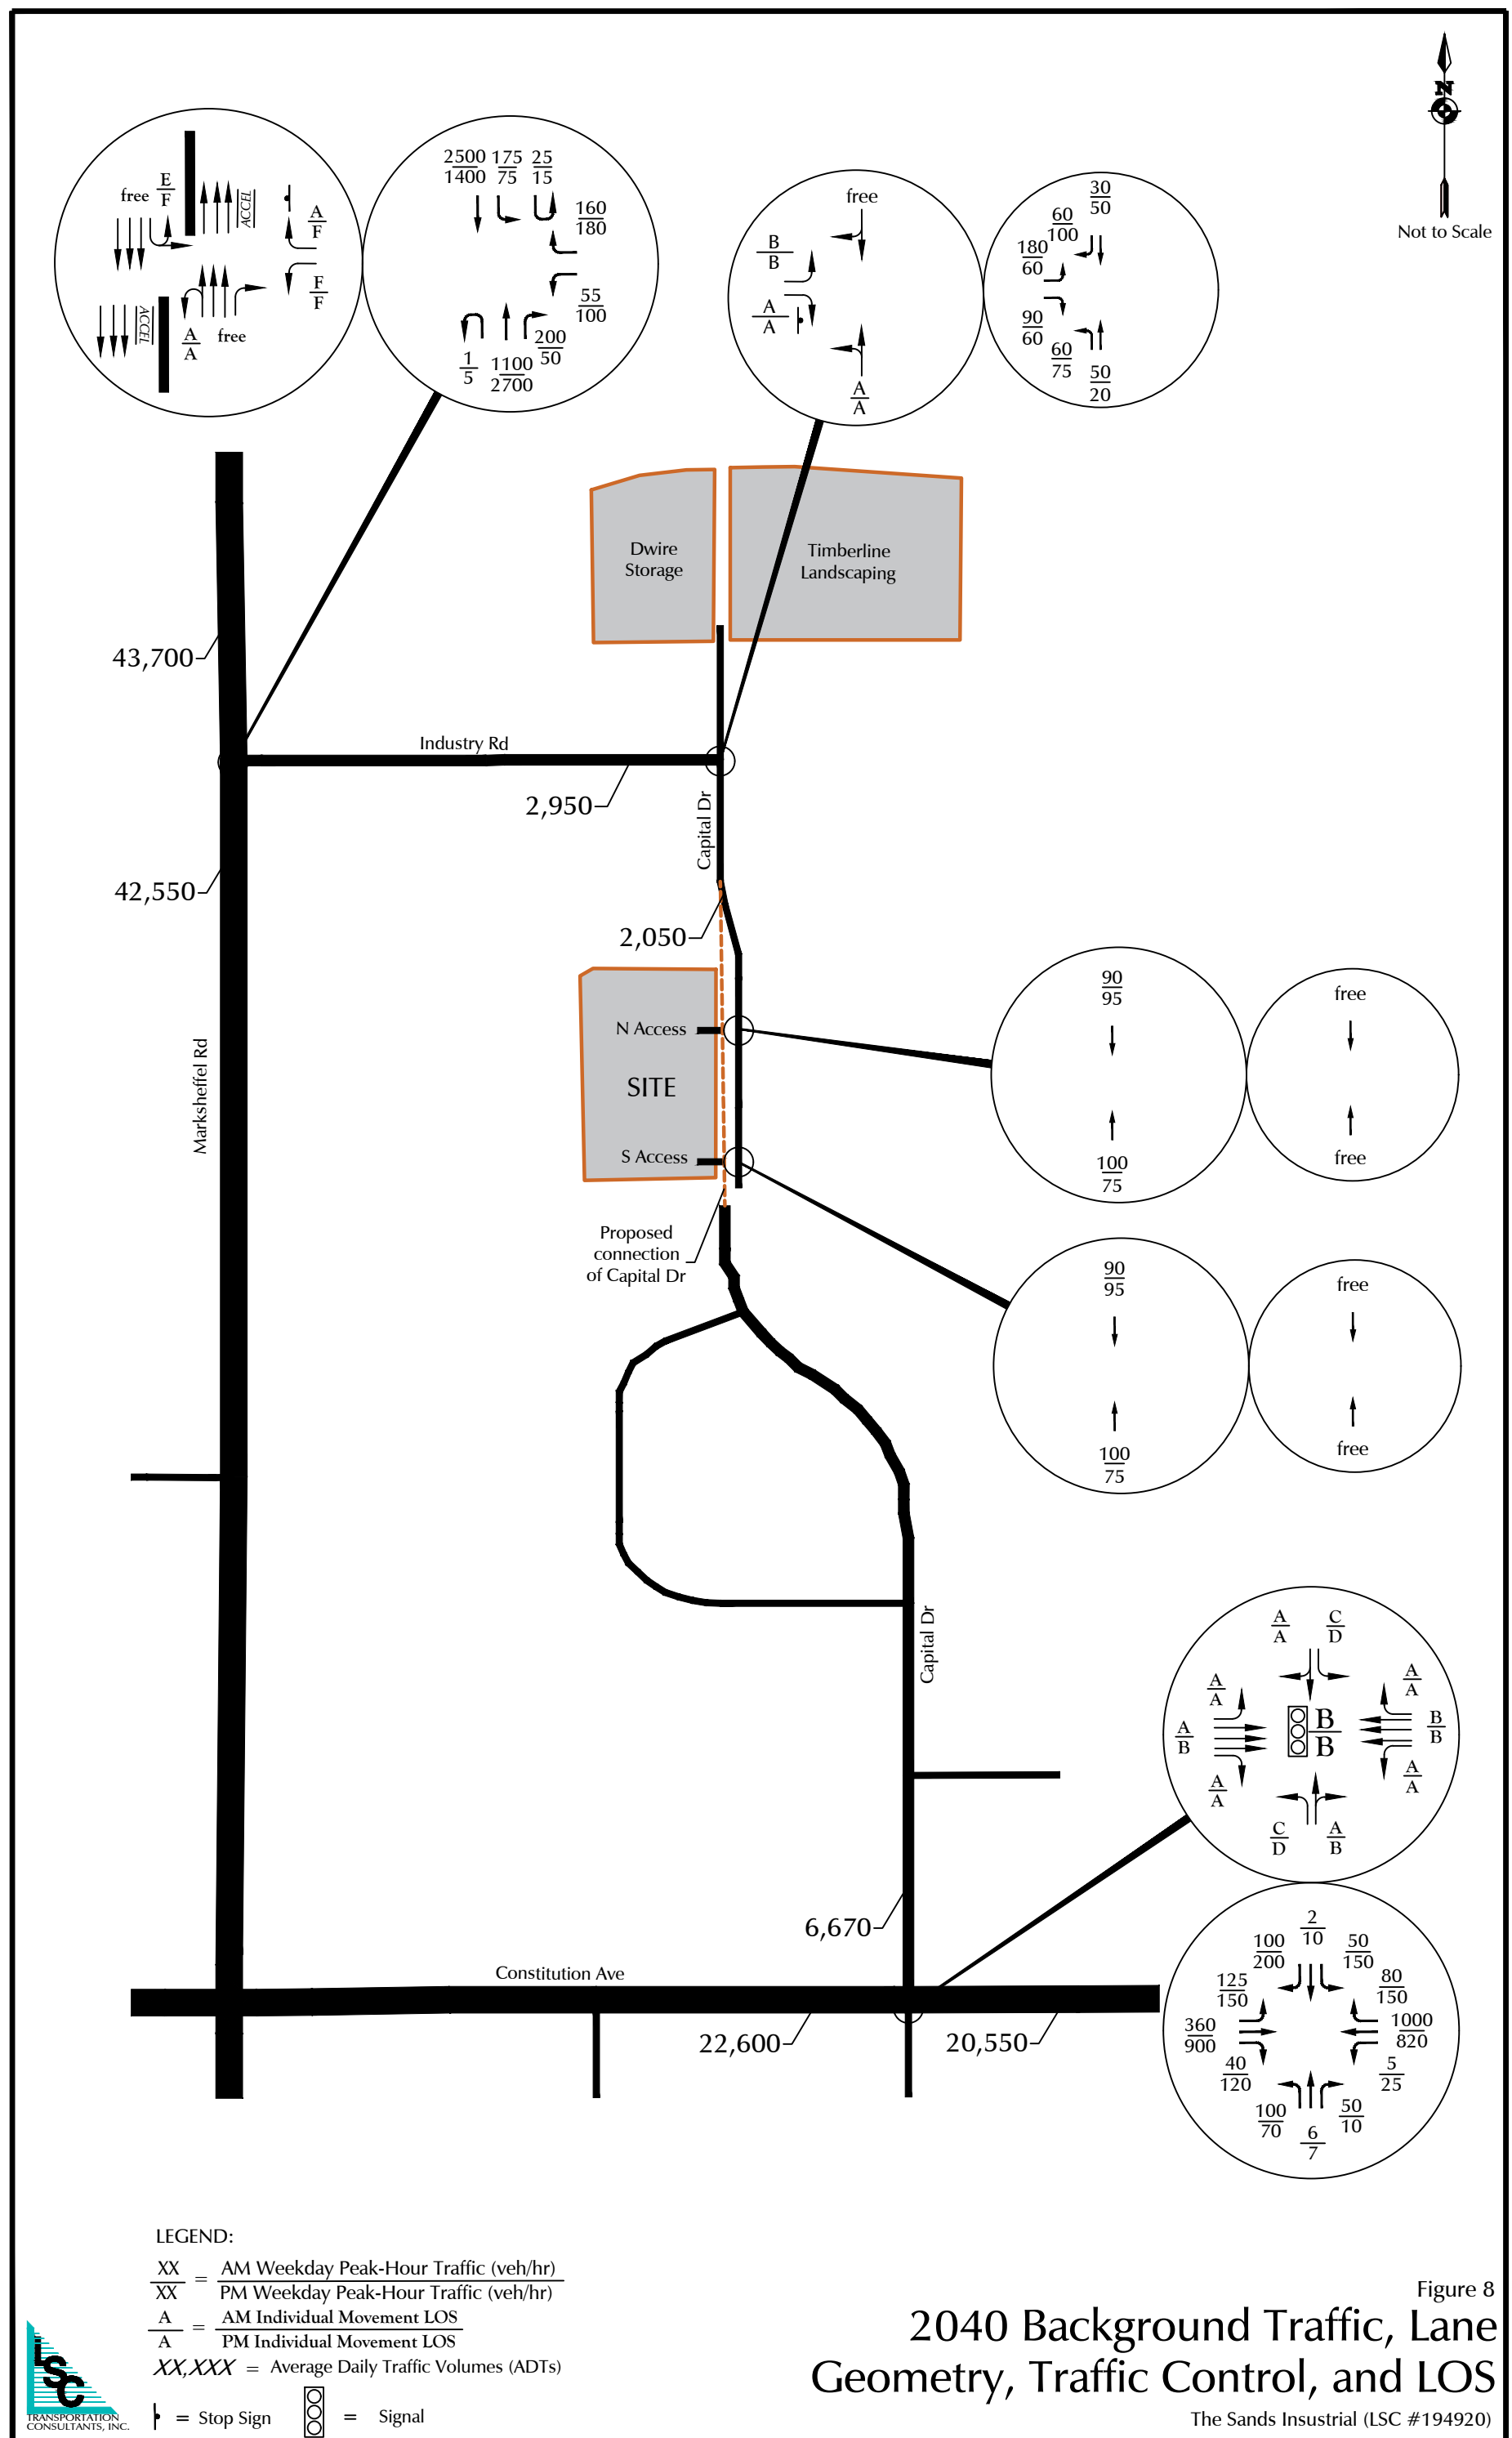 N
Not to Scale
free
E
F
ACCEL
A
F
F
F
ACCEL
A
A
free
2500 175 25
1400 75 15
160
180
55
100
200
50
1
5
1100
2700
free
B
B
A
A
A
A
30
50
60
100
180
60
90
60
60
75
50
20
Dwire
Storage
Timberline
Landscaping
43,700
Industry Rd
2,950
Capital Dr
42,550
2,050
Marksheffel Rd
N Access
SITE
S Access
90
95
100
75
free
free
Proposed
connection
of Capital Dr
90
95
100
75
free
free
Capital Dr
A
A
C
D
A
A
A
A
A
B
B
B
B
B
A
A
A
A
C
D
A
B
6,670
Constitution Ave
22,600
20,550
2
10
100
200
50
150
125
150
80
150
360
900
1000
820
40
120
5
25
100
70
50
10
6
7
LEGEND:
XX = AM Weekday Peak-Hour Traffic (veh/hr)
XX PM Weekday Peak-Hour Traffic (veh/hr)
A = AM Individual Movement LOS
A PM Individual Movement LOS
XX,XXX = Average Daily Traffic Volumes (ADTs)
= Stop Sign = Signal
LSC
TRANSPORTATION
CONSULTANTS, INC.
Figure 8
2040 Background Traffic, Lane
Geometry, Traffic Control, and LOS
The Sands Insustrial (LSC #194920)